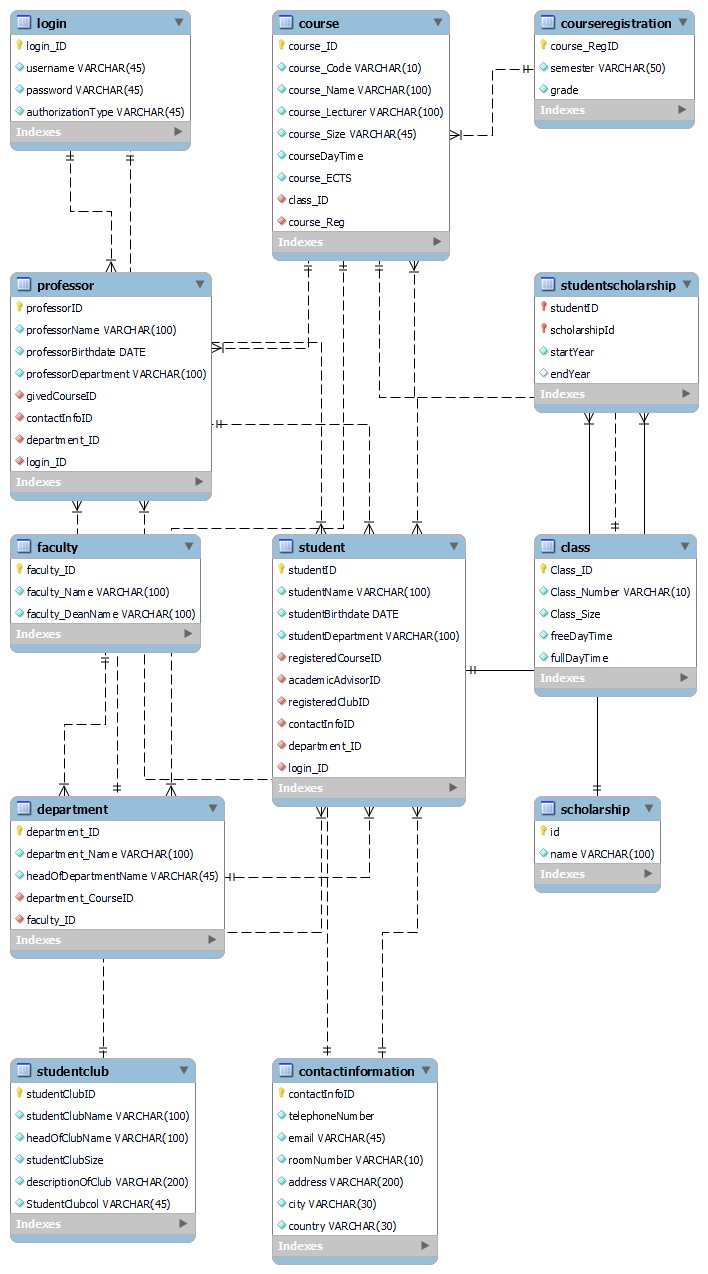 login
login_ID
username VARCHAR(45)
password VARCHAR(45)
authorizationType VARCHAR(45)
Indexes
course
course_ID
course_Code VARCHAR(10)
course_Name VARCHAR(100)
course_Lecturer VARCHAR(100)
course_Size VARCHAR(45)
courseDayTime
course_ECTS
class_ID
course_Reg
Indexes
courseregistration
course_RegID
semester VARCHAR(50)
grade
Indexes
professor
professorID
professorName VARCHAR(100)
professorBirthdate DATE
professorDepartment VARCHAR(100)
givedCourseID
contactInfoID
department_ID
login_ID
Indexes
studentscholarship
studentID
scholarshipId
startYear
endYear
Indexes
faculty
faculty_ID
faculty_Name VARCHAR(100)
faculty_DeanName VARCHAR(100)
Indexes
student
studentID
studentName VARCHAR(100)
studentBirthdate DATE
studentDepartment VARCHAR(100)
registeredCourseID
academicAdvisorID
registeredClubID
contactInfoID
department_ID
login_ID
Indexes
class
Class_ID
Class_Number VARCHAR(10)
Class_Size
freeDayTime
fullDayTime
Indexes
department
department_ID
department_Name VARCHAR(100)
headOfDepartmentName VARCHAR(45)
department_CourseID
faculty_ID
Indexes
scholarship
id
name VARCHAR(100)
Indexes
studentclub
studentClubID
studentClubName VARCHAR(100)
headOfClubName VARCHAR(100)
studentClubSize
descriptionOfClub VARCHAR(200)
StudentClubcol VARCHAR(45)
Indexes
contactinformation
contactInfoID
telephoneNumber
email VARCHAR(45)
roomNumber VARCHAR(10)
address VARCHAR(200)
city VARCHAR(30)
country VARCHAR(30)
Indexes